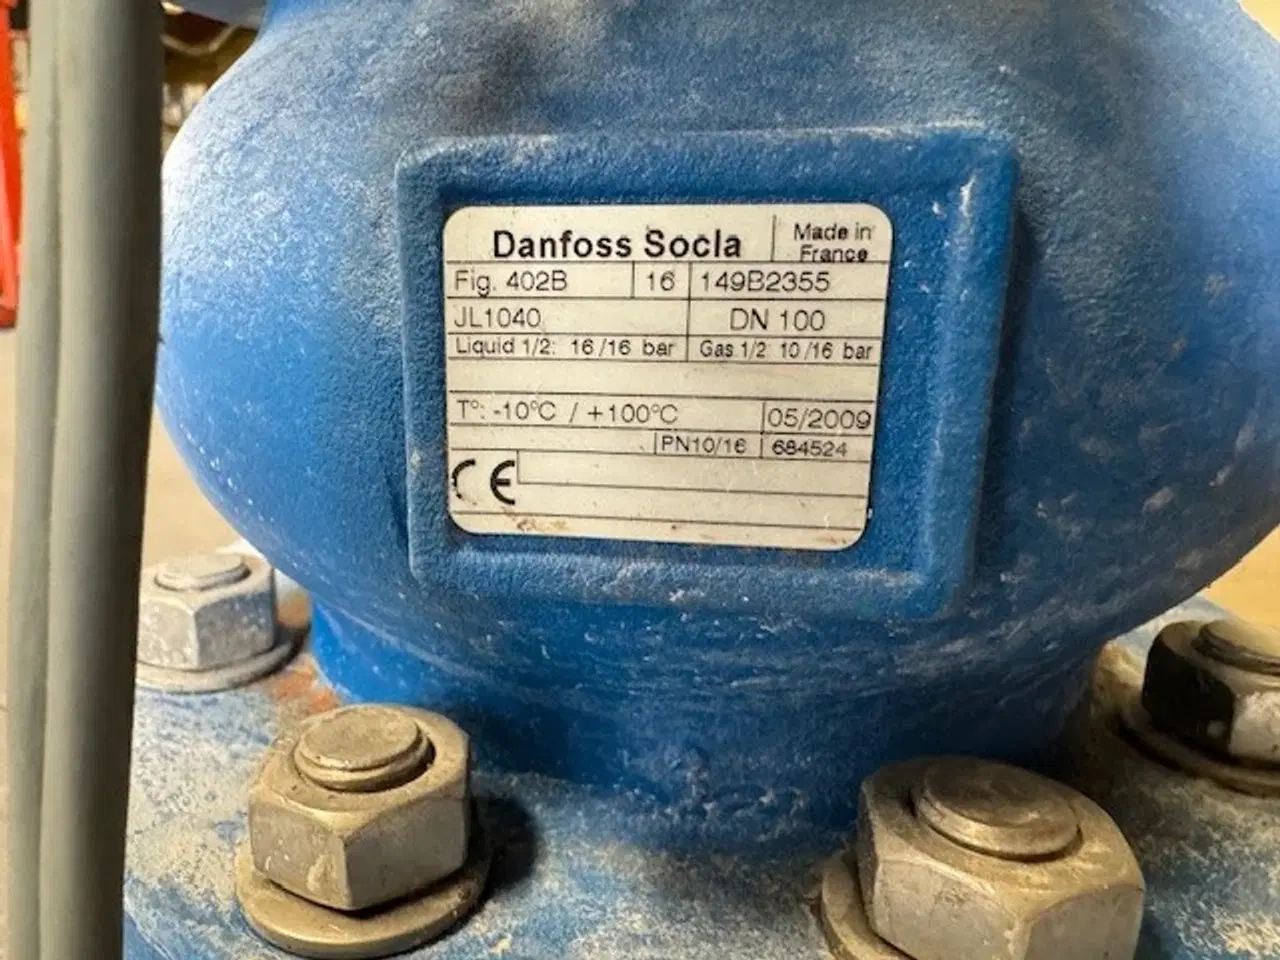 Danfoss Socla Made in France
Fig. 402B 16 149B2355
JL1040 DN 100
Liquid 1/2: 16/16 bar Gas 1/2 10/16 bar
T°: -10°C / +100°C 05/2009
PN10/16 684524
CE